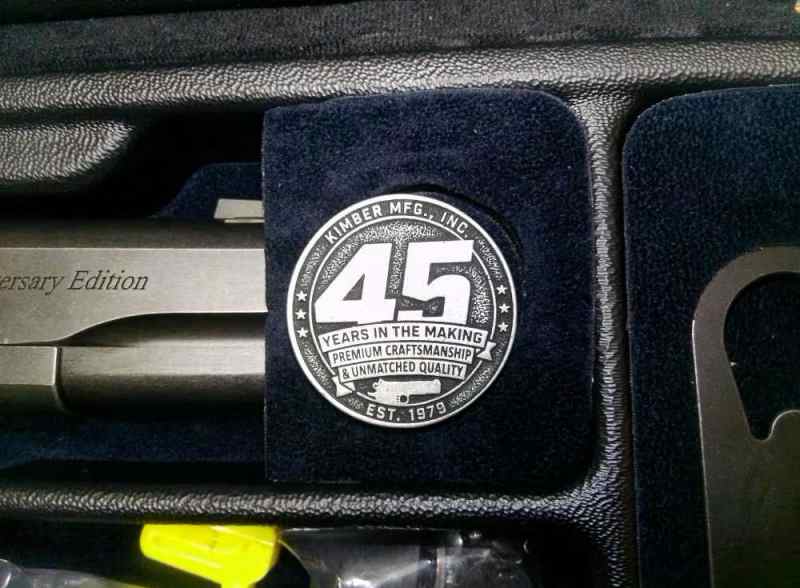 ersary Edition
KIMBER MFG., INC.
45
YEARS IN THE MAKING
PREMIUM CRAFTSMANSHIP
& UNMATCHED QUALITY
EST. 1979